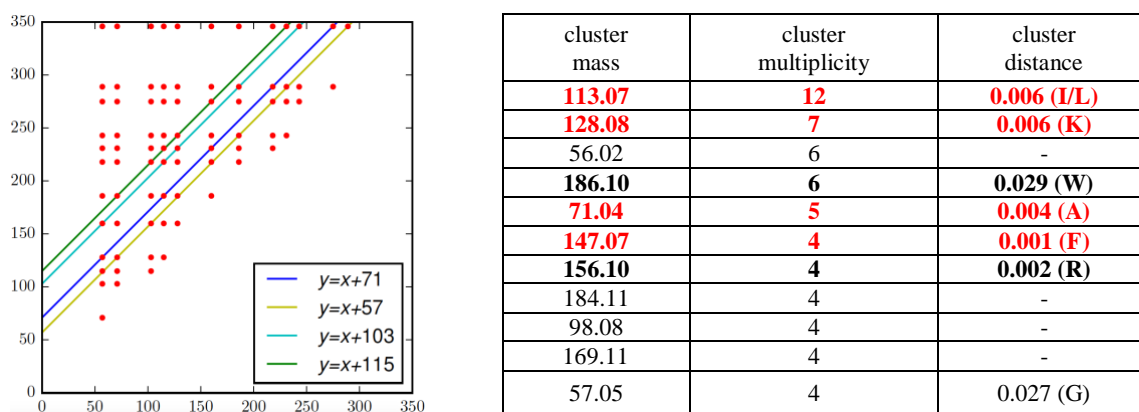 350
300
250
200
150
100
50
0
0 50 100 150 200 250 300 350
y=x+71
y=x+57
y=x+103
y=x+115
cluster mass cluster multiplicity cluster distance
113.07 12 0.006 (I/L)
128.08 7 0.006 (K)
56.02 6 -
186.10 6 0.029 (W)
71.04 5 0.004 (A)
147.07 4 0.001 (F)
156.10 4 0.002 (R)
184.11 4 -
98.08 4 -
169.11 4 -
57.05 4 0.027 (G)